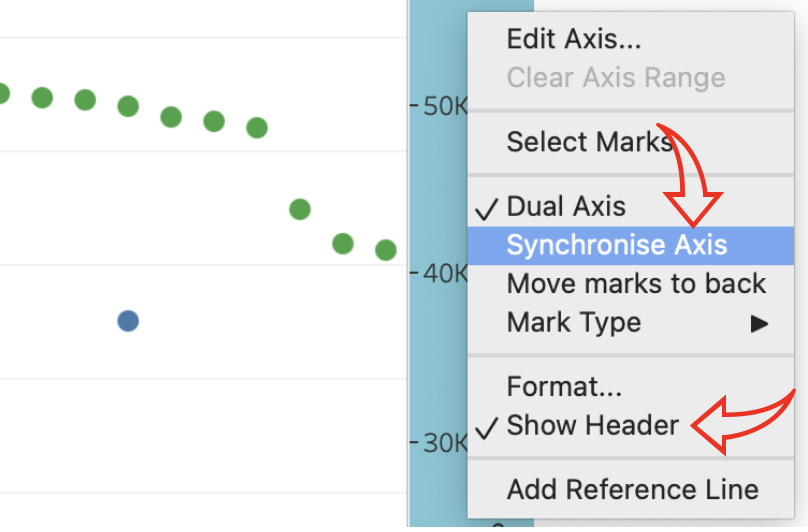 Edit Axis...
Clear Axis Range
50K
Select Marks
Dual Axis
Synchronise Axis
40K
Move marks to back
Mark Type
Format...
Show Header
30K
Add Reference Line